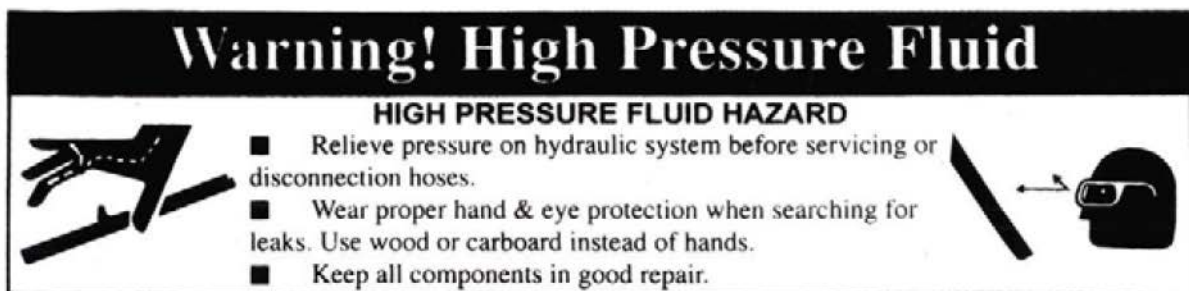 Warning! High Pressure Fluid
HIGH PRESSURE FLUID HAZARD
■ Relieve pressure on hydraulic system before servicing or
disconnection hoses.
■ Wear proper hand & eye protection when searching for
leaks. Use wood or carboard instead of hands.
■ Keep all components in good repair.